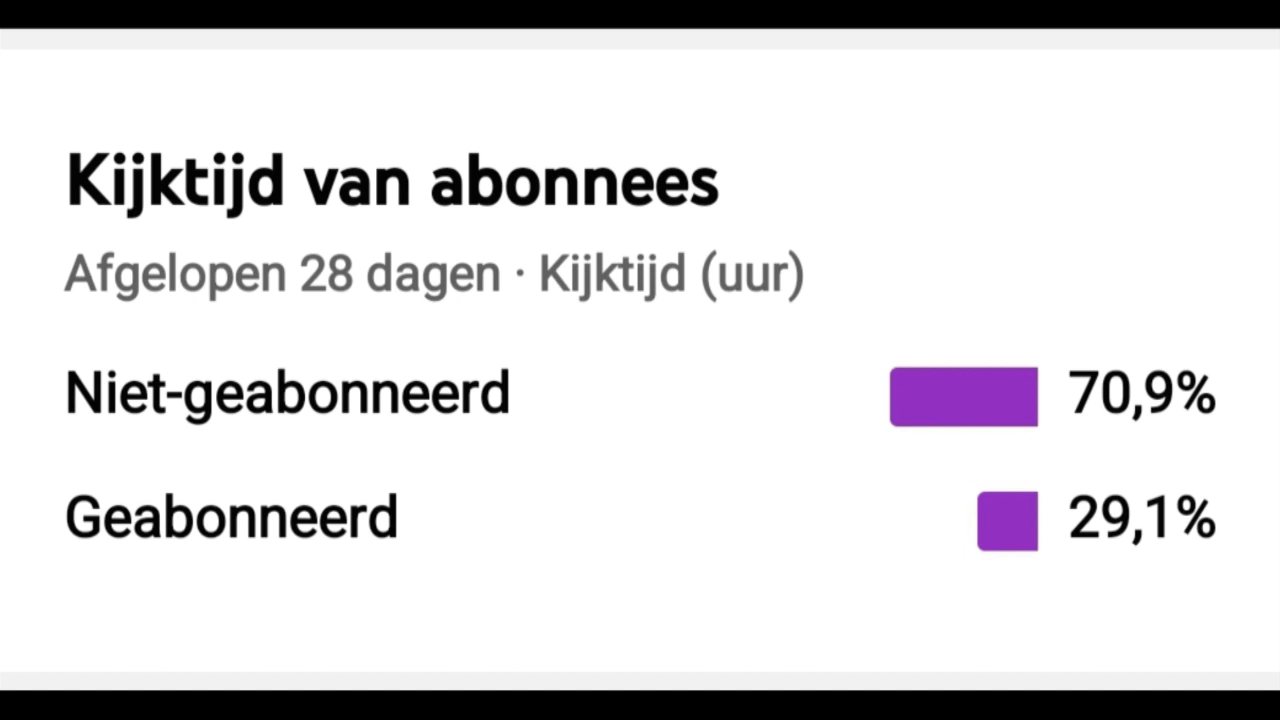 Kijktijd van abonnees
Afgelopen 28 dagen · Kijktijd (uur)
Niet-geabonneerd 70,9%
Geabonneerd 29,1%